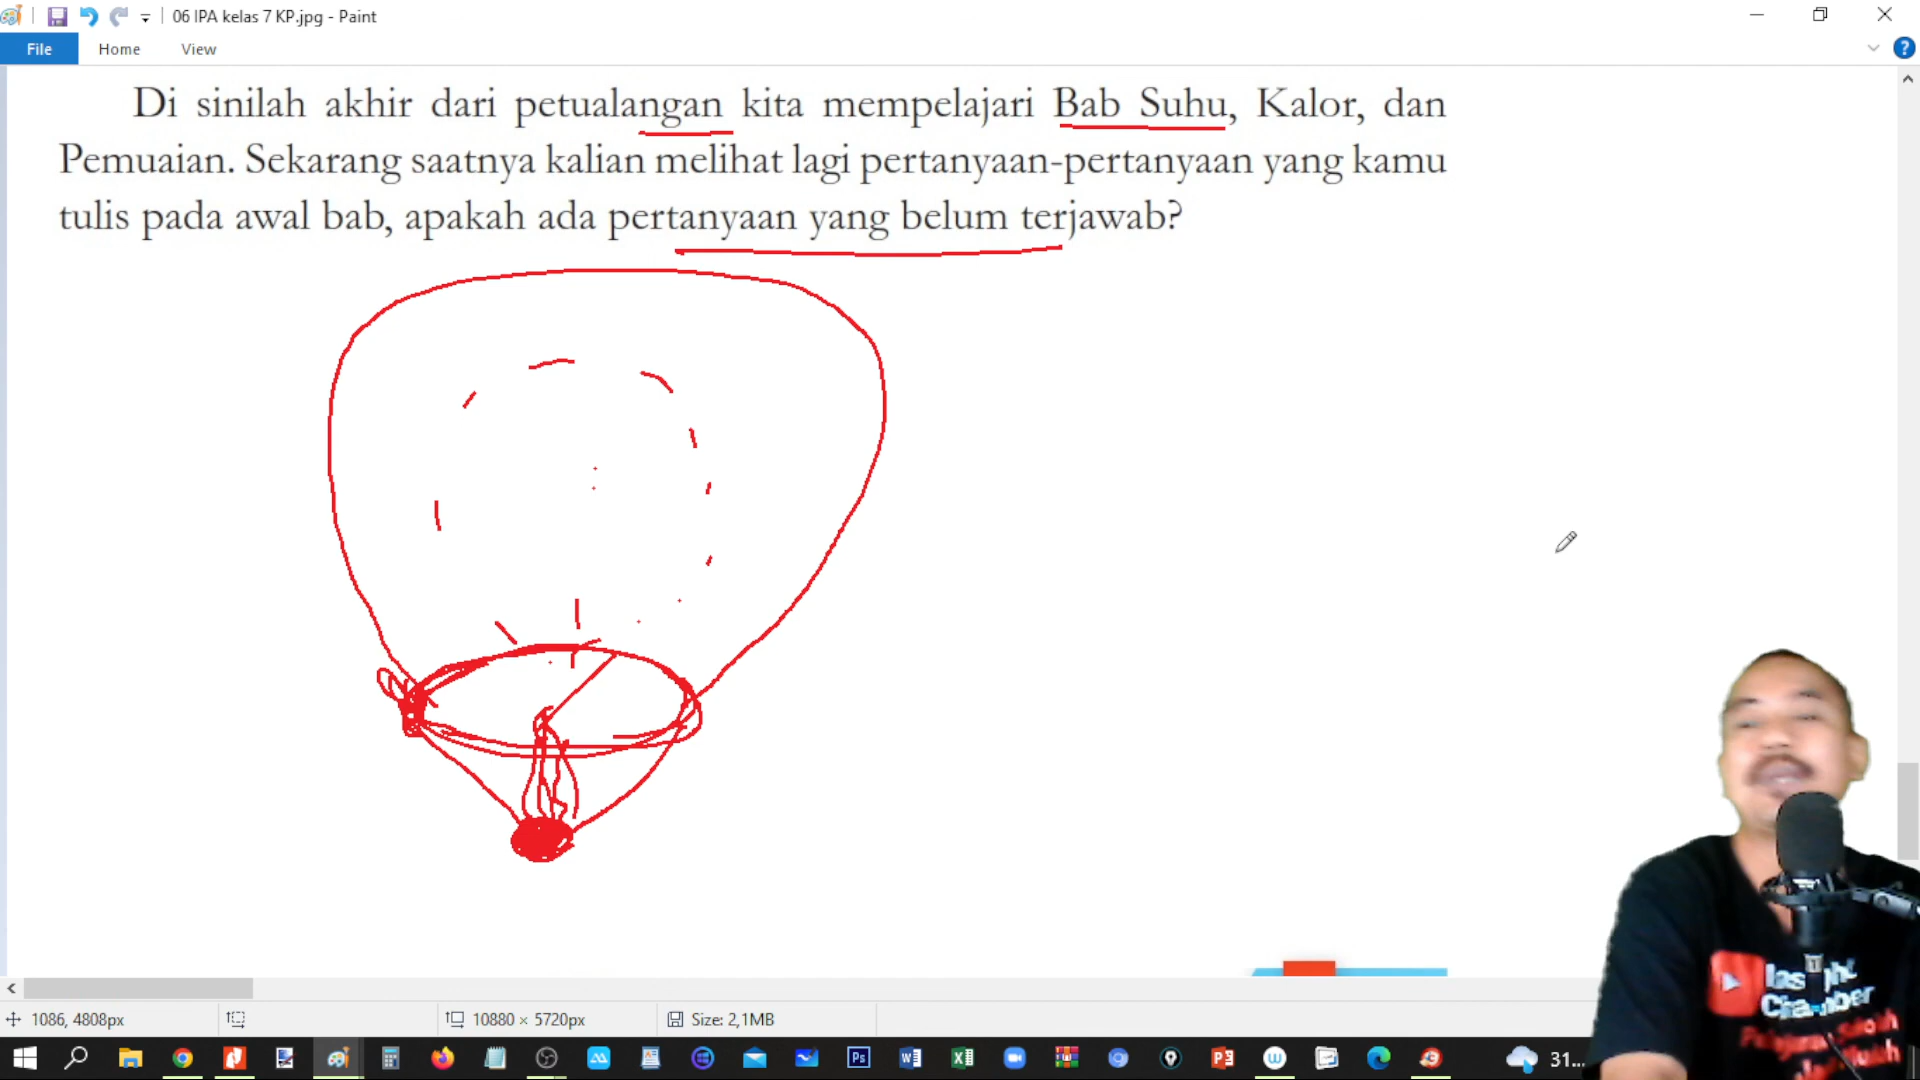 06 IPA kelas 7 KP.jpg - Paint
File Home View
Di sinilah akhir dari petualangan kita mempelajari Bab Suhu, Kalor, dan
Pemuaian. Sekarang saatnya kalian melihat lagi pertanyaan-pertanyaan yang kamu
tulis pada awal bab, apakah ada pertanyaan yang belum terjawab?
1086, 4808px
10880 × 5720px
Size: 2,1MB
31...